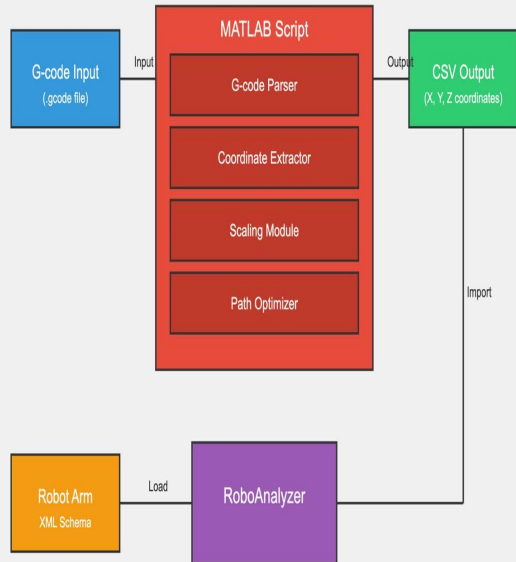 MATLAB Script
G-code Input
(.gcode file)
Input
G-code Parser
Coordinate Extractor
Scaling Module
Path Optimizer
Output
CSV Output
(X, Y, Z coordinates)
Import
Robot Arm
XML Schema
Load
RoboAnalyzer